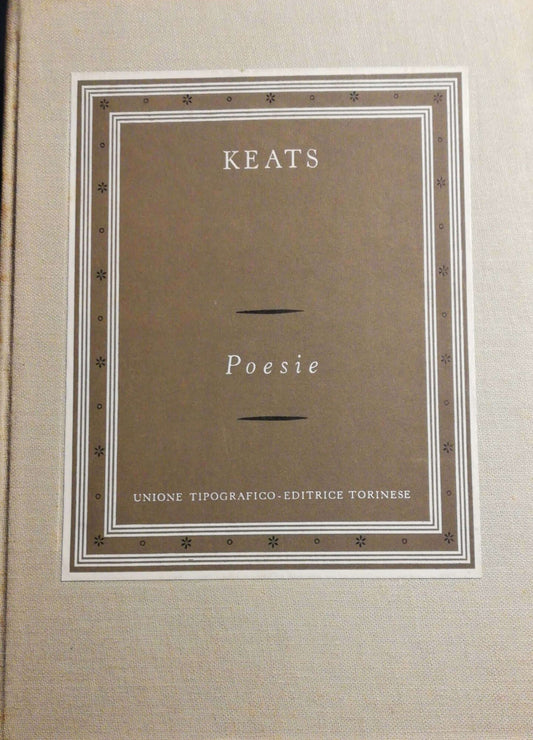 KEATS
Poesie
UNIONE TIPOGRAFICO-EDITRICE TORINESE